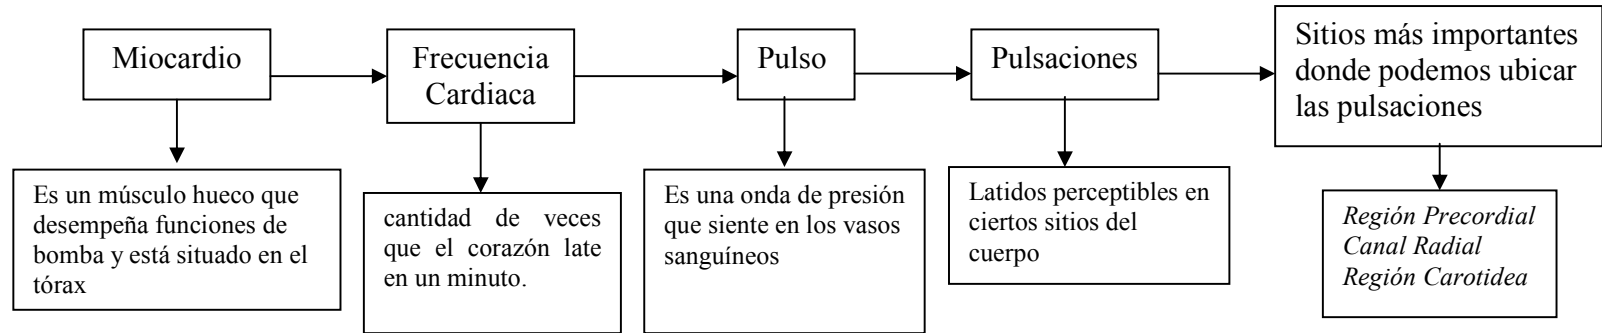 Miocardio
Frecuencia
Cardiaca
Pulso
Pulsaciones
Sitios más importantes
donde podemos ubicar
las pulsaciones
Es un músculo hueco que
desempeña funciones de
bomba y está situado en el
tórax
cantidad de veces
que el corazón late
en un minuto.
Es una onda de presión
que siente en los vasos
sanguíneos
Latidos perceptibles en
ciertos sitios del
cuerpo
Región Precordial
Canal Radial
Región Carotidea